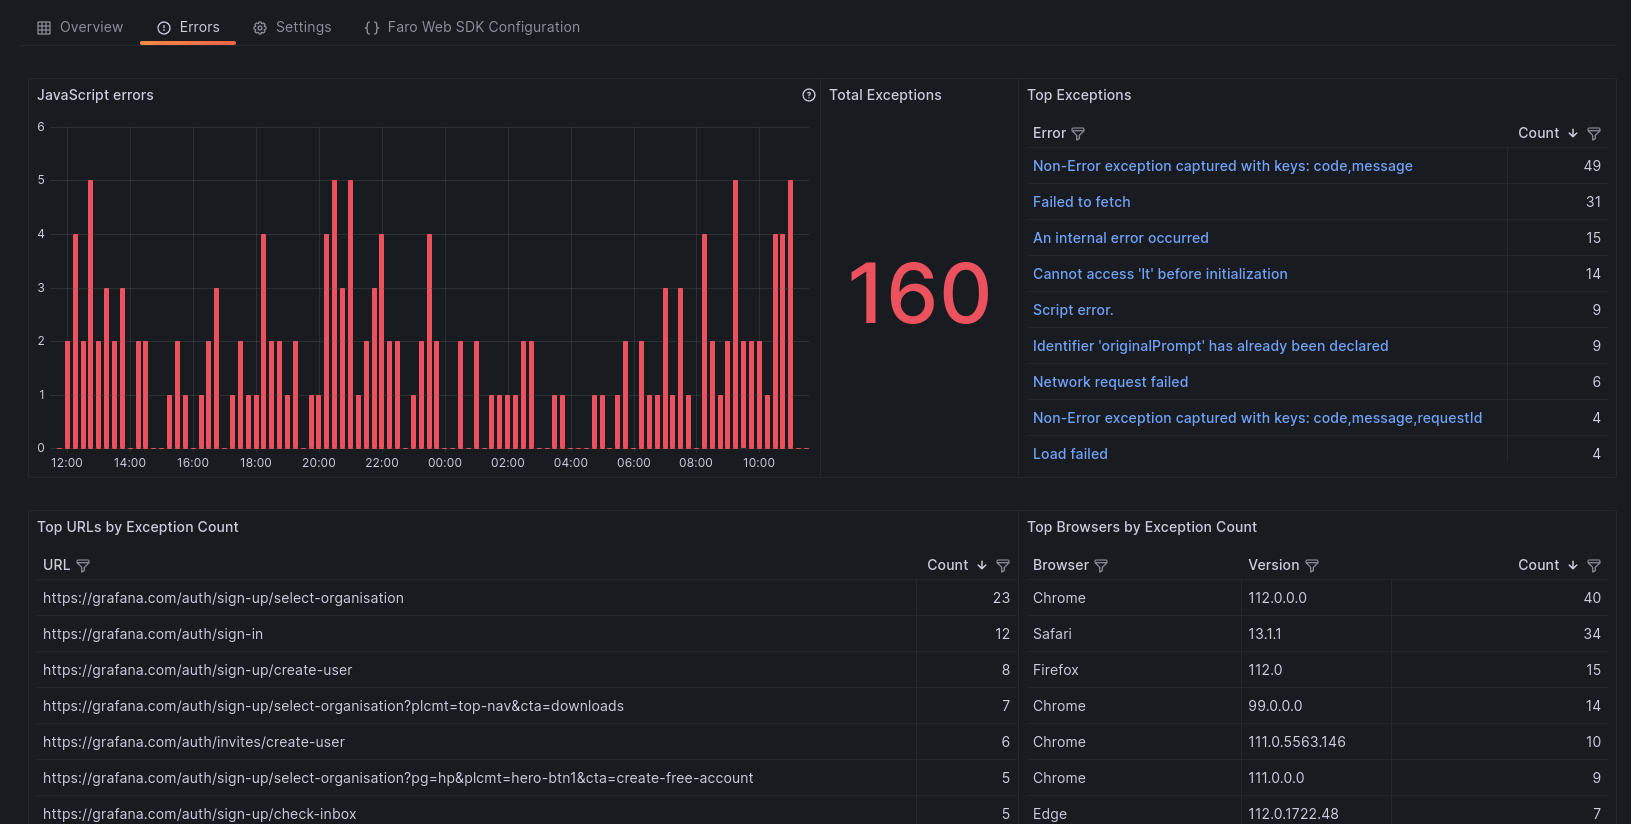 Overview Errors Settings {} Faro Web SDK Configuration
JavaScript errors
6
5
4
3
2
1
0
12:00 14:00 16:00 18:00 20:00 22:00 00:00 02:00 04:00 06:00 08:00 10:00
Total Exceptions
160
Top Exceptions
Error Count
Non-Error exception captured with keys: code,message 49
Failed to fetch 31
An internal error occurred 15
Cannot access 'lt' before initialization 14
Script error. 9
Identifier 'originalPrompt' has already been declared 9
Network request failed 6
Non-Error exception captured with keys: code,message,requestId 4
Load failed 4
Top URLs by Exception Count
URL Count
https://grafana.com/auth/sign-up/select-organisation 23
https://grafana.com/auth/sign-in 12
https://grafana.com/auth/sign-up/create-user 8
https://grafana.com/auth/sign-up/select-organisation?plcmt=top-nav&cta=downloads 7
https://grafana.com/auth/invites/create-user 6
https://grafana.com/auth/sign-up/select-organisation?pg=hp&plcmt=hero-btn1&cta=create-free-account 5
https://grafana.com/auth/sign-up/check-inbox 5
Top Browsers by Exception Count
Browser Version Count
Chrome 112.0.0.0 40
Safari 13.1.1 34
Firefox 112.0 15
Chrome 99.0.0.0 14
Chrome 111.0.5563.146 10
Chrome 111.0.0.0 9
Edge 112.0.1722.48 7